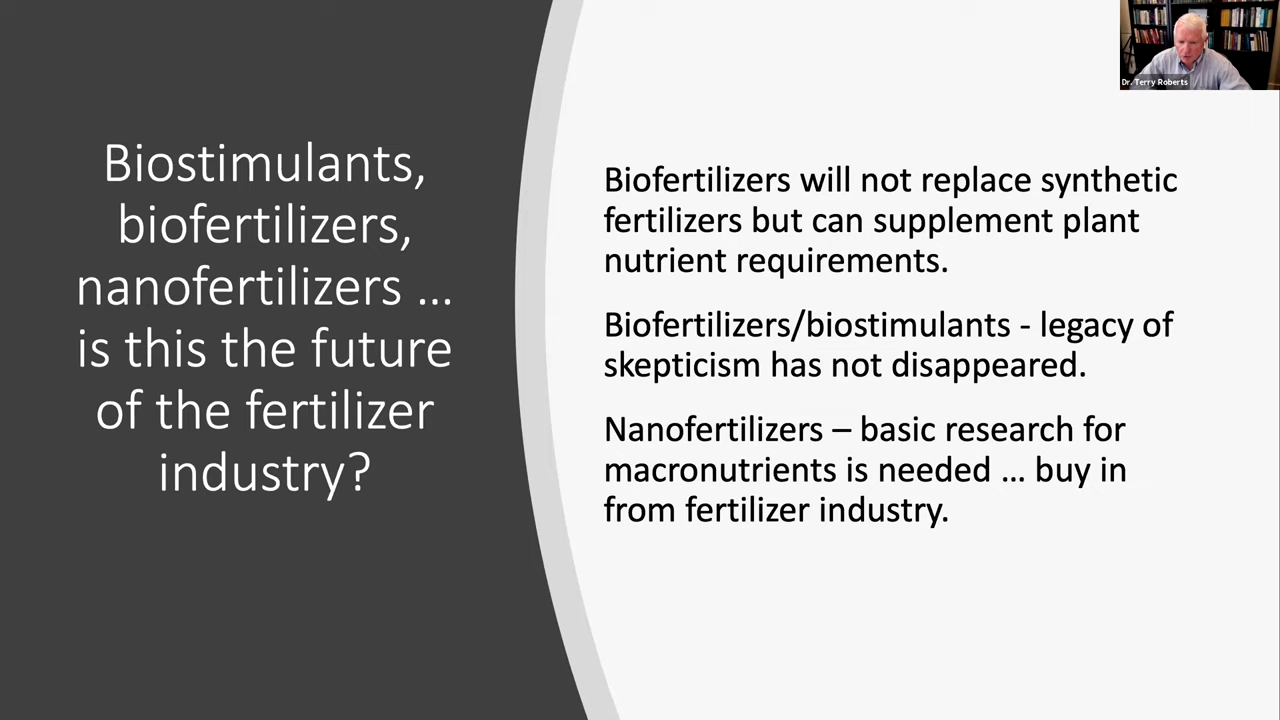 Dr. Terry Roberts
Biostimulants,
biofertilizers,
nanofertilizers ...
is this the future
of the fertilizer
industry?
Biofertilizers will not replace synthetic
fertilizers but can supplement plant
nutrient requirements.
Biofertilizers/biostimulants - legacy of
skepticism has not disappeared.
Nanofertilizers – basic research for
macronutrients is needed ... buy in
from fertilizer industry.